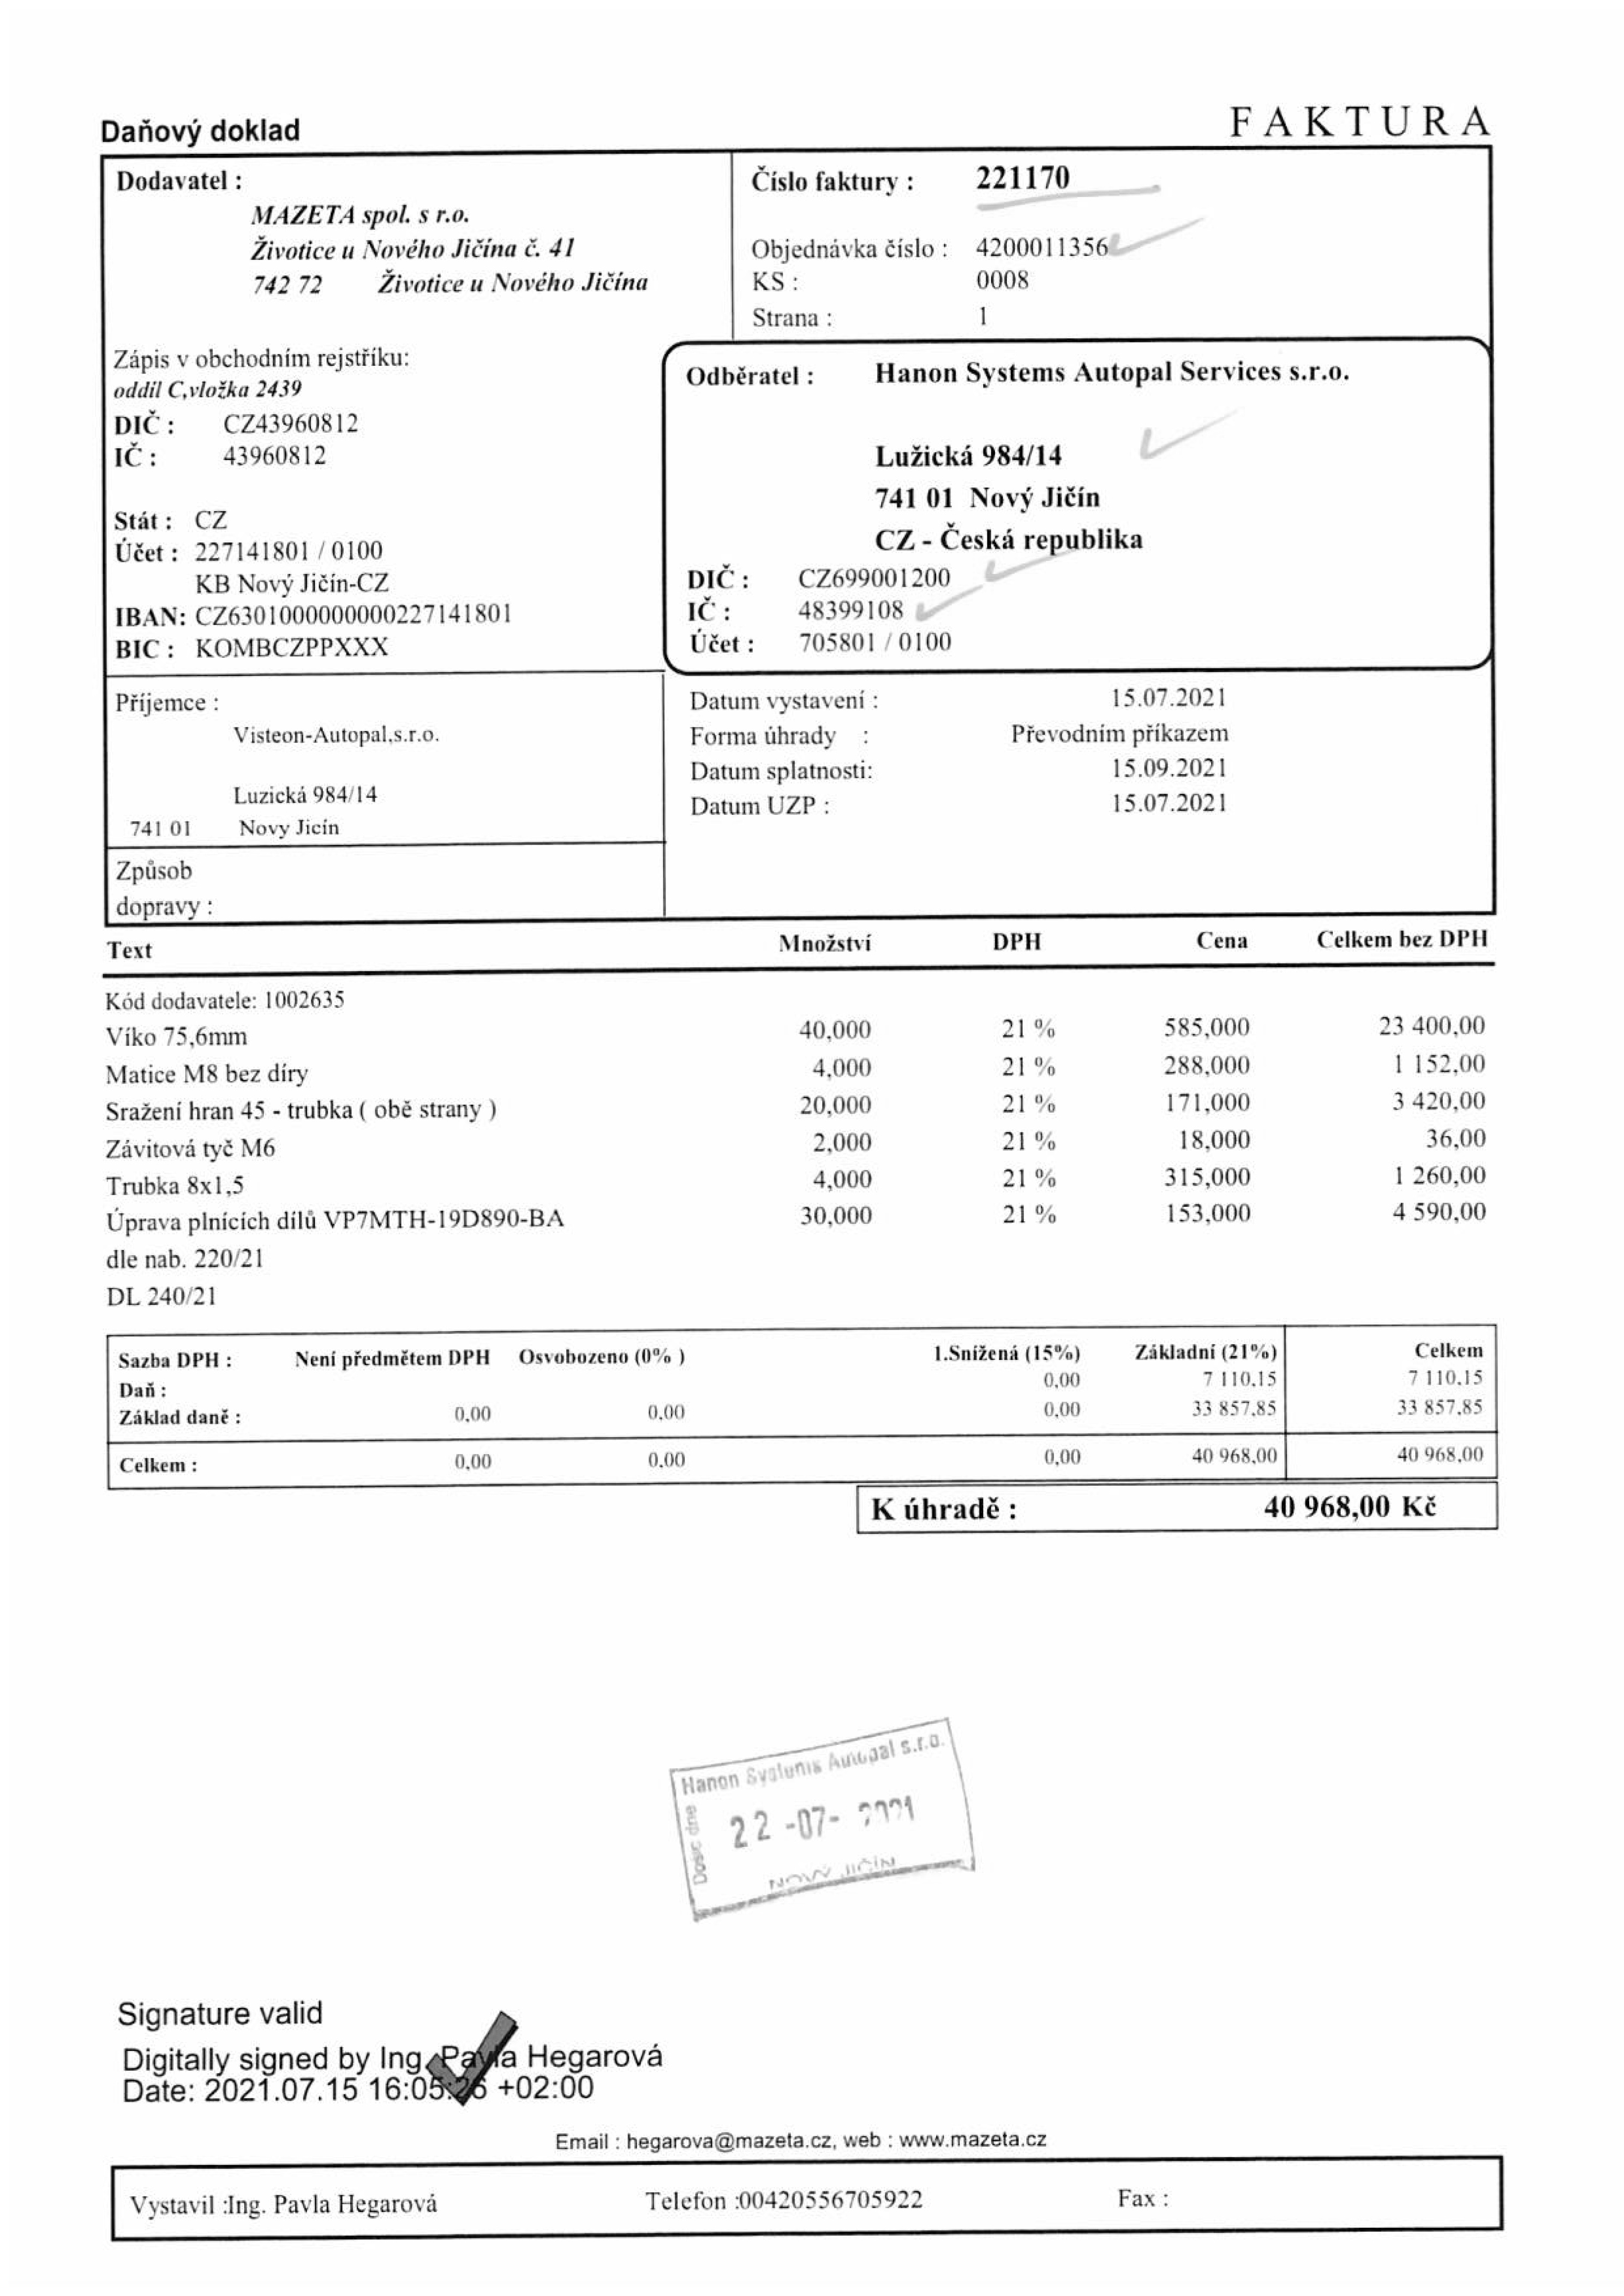 Daňový doklad
FAKTURA
Dodavatel :
MAZETA spol. s r.o.
Životice u Nového Jičína č. 41
742 72 Životice u Nového Jičína
Číslo faktury : 221170
Objednávka číslo : 4200011356
KS : 0008
Strana : 1
Zápis v obchodním rejstříku:
oddíl C,vložka 2439
DIČ : CZ43960812
IČ : 43960812
Stát : CZ
Účet : 227141801 / 0100
KB Nový Jičín-CZ
IBAN: CZ6301000000000227141801
BIC : KOMBCZPPXXX
Odběratel : Hanon Systems Autopal Services s.r.o.
Lužická 984/14
741 01 Nový Jičín
CZ - Česká republika
DIČ : CZ699001200
IČ : 48399108
Účet : 705801 / 0100
Příjemce :
Visteon-Autopal,s.r.o.
Luzická 984/14
741 01 Novy Jicín
Způsob
dopravy :
Datum vystavení : 15.07.2021
Forma úhrady : Převodním příkazem
Datum splatnosti: 15.09.2021
Datum UZP : 15.07.2021
Text Množství DPH Cena Celkem bez DPH
Kód dodavatele: 1002635
Víko 75,6mm 40,000 21 % 585,000 23 400,00
Matice M8 bez díry 4,000 21 % 288,000 1 152,00
Sražení hran 45 - trubka ( obě strany ) 20,000 21 % 171,000 3 420,00
Závitová tyč M6 2,000 21 % 18,000 36,00
Trubka 8x1,5 4,000 21 % 315,000 1 260,00
Úprava plnících dílů VP7MTH-19D890-BA 30,000 21 % 153,000 4 590,00
dle nab. 220/21
DL 240/21
Sazba DPH : Není předmětem DPH Osvobozeno (0% ) 1.Snížená (15%) Základní (21%) Celkem
Daň : 0,00 7 110,15 7 110,15
Základ daně : 0,00 0,00 0,00 33 857,85 33 857,85
Celkem : 0,00 0,00 0,00 40 968,00 40 968,00
K úhradě : 40 968,00 Kč
Hanon Systems Autopal s.r.o.
Došlo dne
22 -07- 2021
NOVÝ JIČÍN
Signature valid
Digitally signed by Ing. Pavla Hegarová
Date: 2021.07.15 16:05:26 +02:00
Email : hegarova@mazeta.cz, web : www.mazeta.cz
Vystavil :Ing. Pavla Hegarová Telefon :00420556705922 Fax :